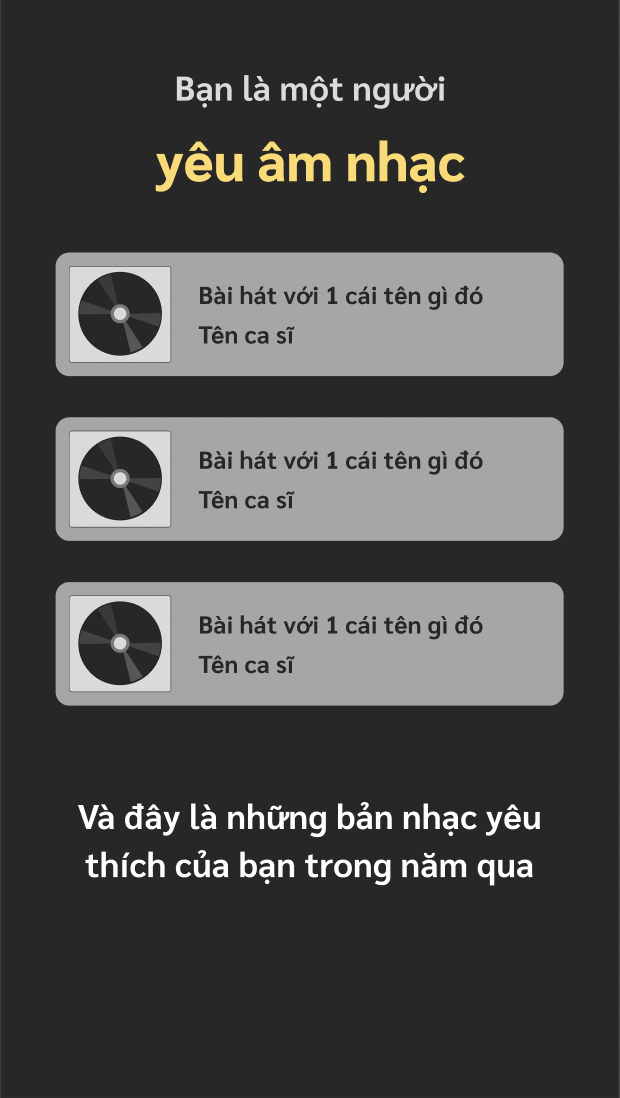 Bạn là một người
yêu âm nhạc
Bài hát với 1 cái tên gì đó
Tên ca sĩ
Bài hát với 1 cái tên gì đó
Tên ca sĩ
Bài hát với 1 cái tên gì đó
Tên ca sĩ
Và đây là những bản nhạc yêu
thích của bạn trong năm qua